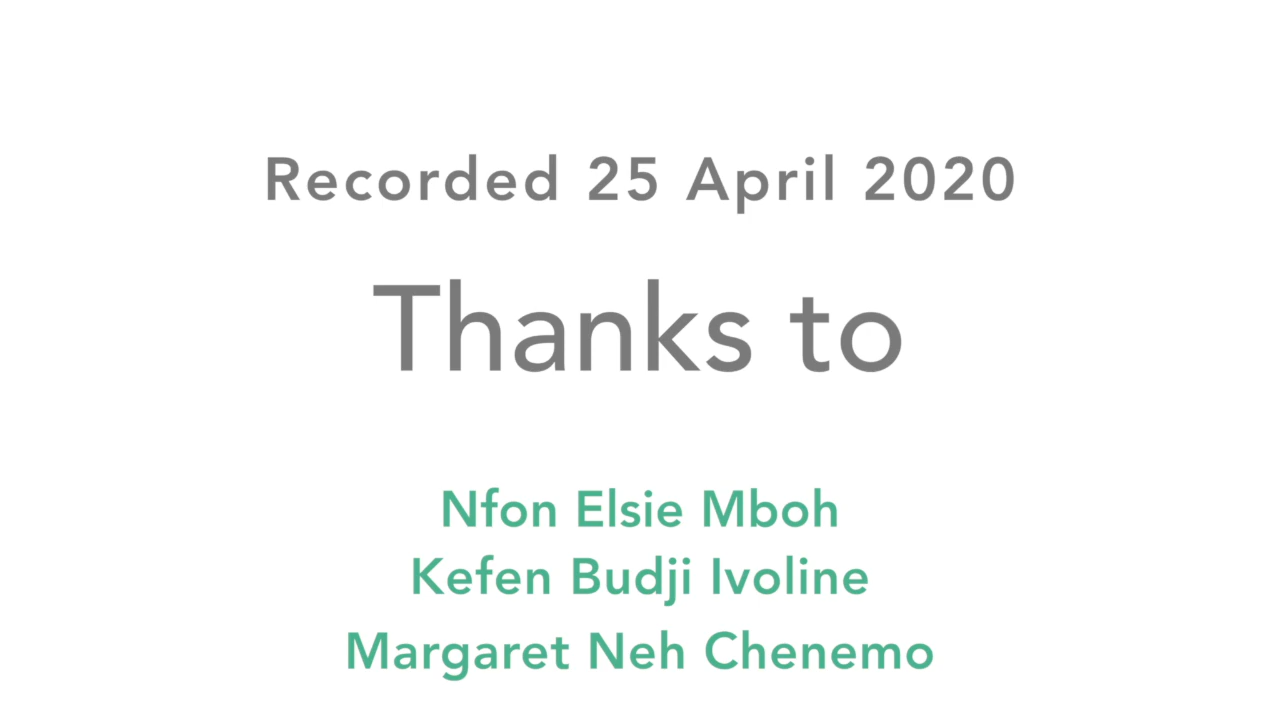 Recorded 25 April 2020
Thanks to
Nfon Elsie Mboh
Kefen Budji Ivoline
Margaret Neh Chenemo